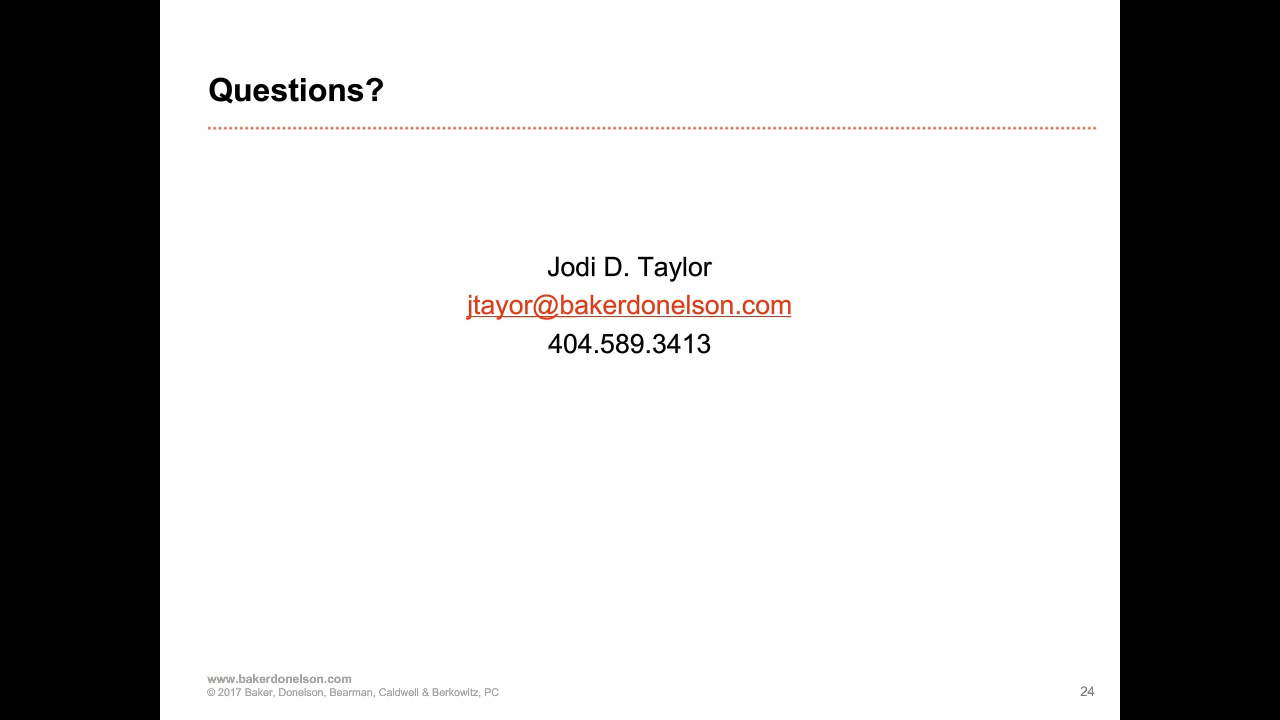 Questions?
Jodi D. Taylor
jtayor@bakerdonelson.com
404.589.3413
www.bakerdonelson.com
© 2017 Baker, Donelson, Bearman, Caldwell & Berkowitz, PC
24